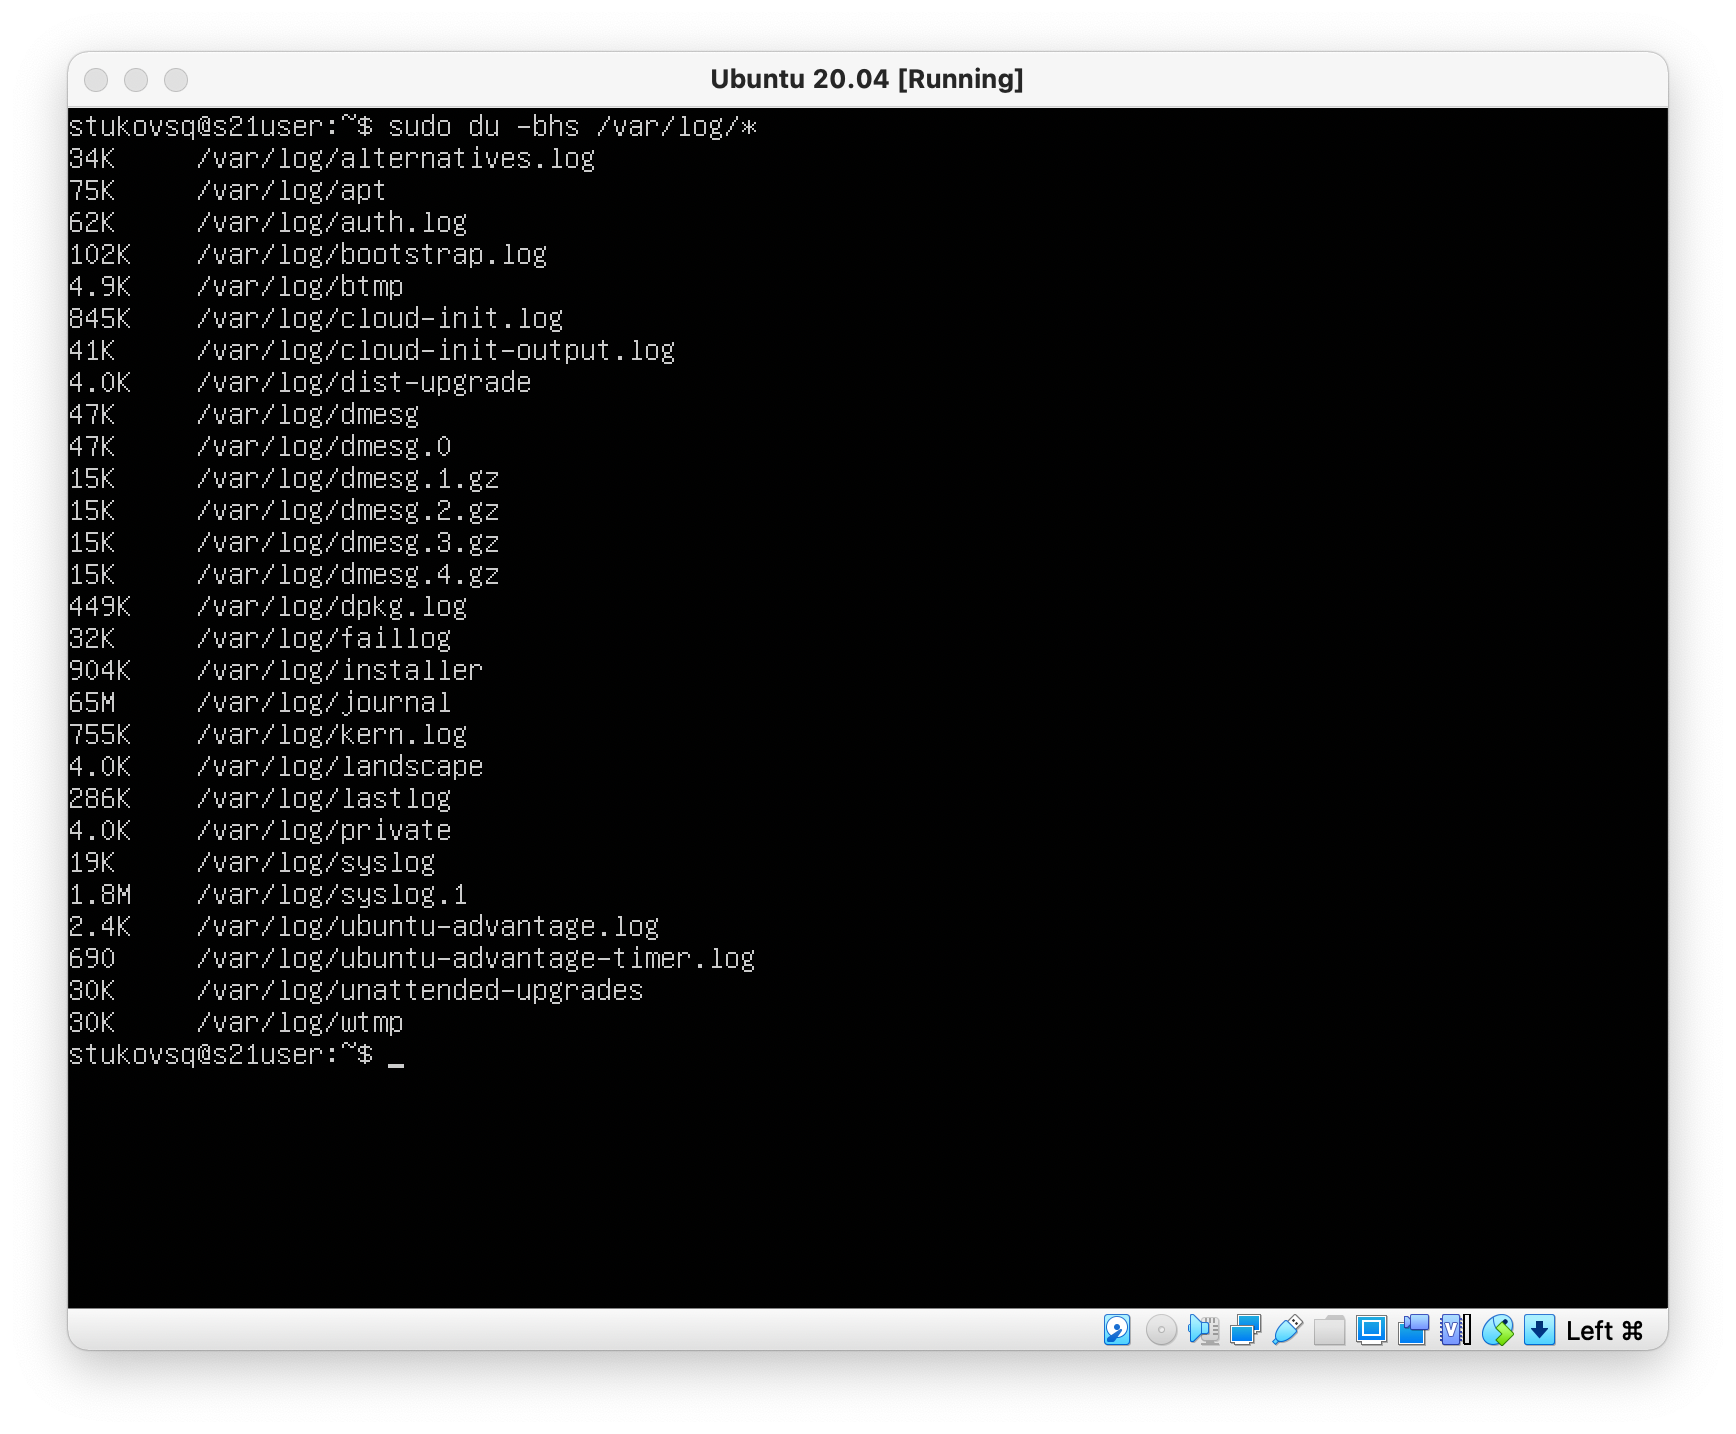 Ubuntu 20.04 [Running]
stukovsq@s21user:~$ sudo du -bhs /var/log/*
34K     /var/log/alternatives.log
75K     /var/log/apt
62K     /var/log/auth.log
102K    /var/log/bootstrap.log
4.9K    /var/log/btmp
845K    /var/log/cloud-init.log
41K     /var/log/cloud-init-output.log
4.0K    /var/log/dist-upgrade
47K     /var/log/dmesg
47K     /var/log/dmesg.0
15K     /var/log/dmesg.1.gz
15K     /var/log/dmesg.2.gz
15K     /var/log/dmesg.3.gz
15K     /var/log/dmesg.4.gz
449K    /var/log/dpkg.log
32K     /var/log/faillog
904K    /var/log/installer
65M     /var/log/journal
755K    /var/log/kern.log
4.0K    /var/log/landscape
286K    /var/log/lastlog
4.0K    /var/log/private
19K     /var/log/syslog
1.8M    /var/log/syslog.1
2.4K    /var/log/ubuntu-advantage.log
690     /var/log/ubuntu-advantage-timer.log
30K     /var/log/unattended-upgrades
30K     /var/log/wtmp
stukovsq@s21user:~$ _
Left ⌘